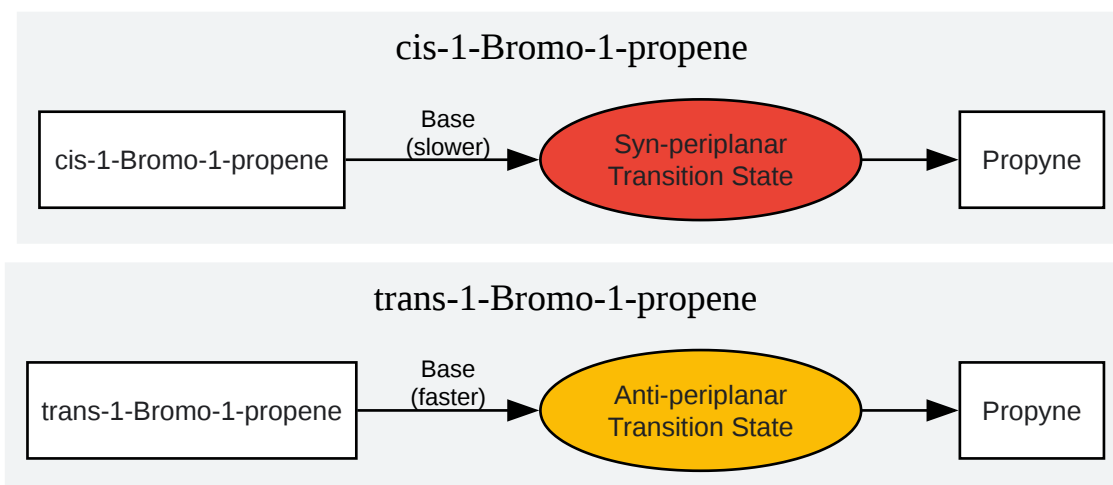 cis-1-Bromo-1-propene
cis-1-Bromo-1-propene
Base
(slower)
Syn-periplanar
Transition State
Propyne
trans-1-Bromo-1-propene
trans-1-Bromo-1-propene
Base
(faster)
Anti-periplanar
Transition State
Propyne